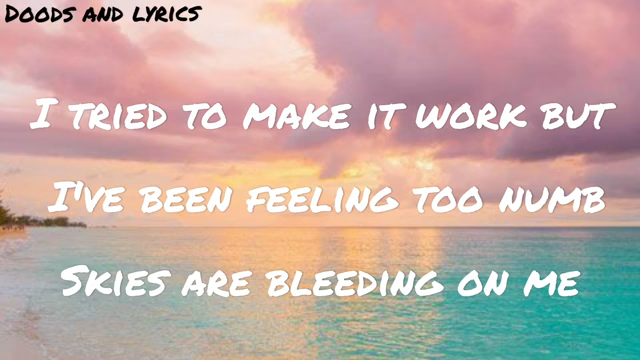 Doods and lyrics
I tried to make it work but
I've been feeling too numb
Skies are bleeding on me